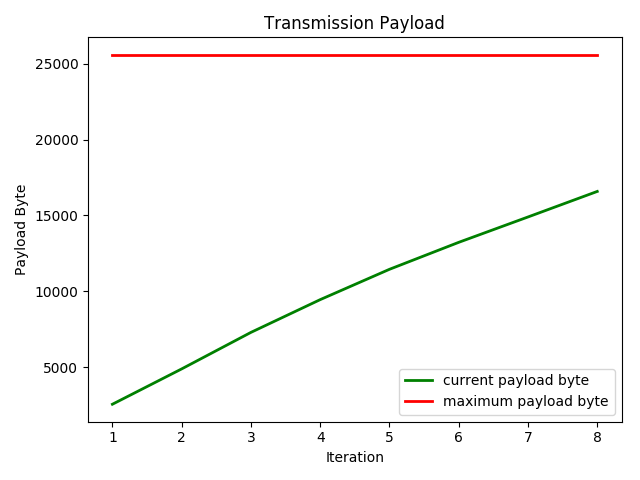 Transmission Payload
Payload Byte
25000
20000
15000
10000
5000
1 2 3 4 5 6 7 8
Iteration
current payload byte
maximum payload byte